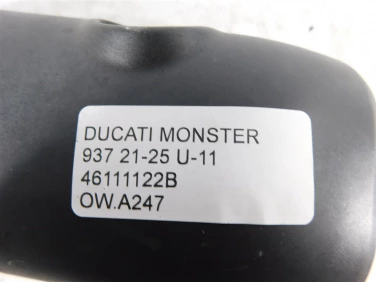 DUCATI MONSTER
937 21-25 U-11
46111122B
OW.A247